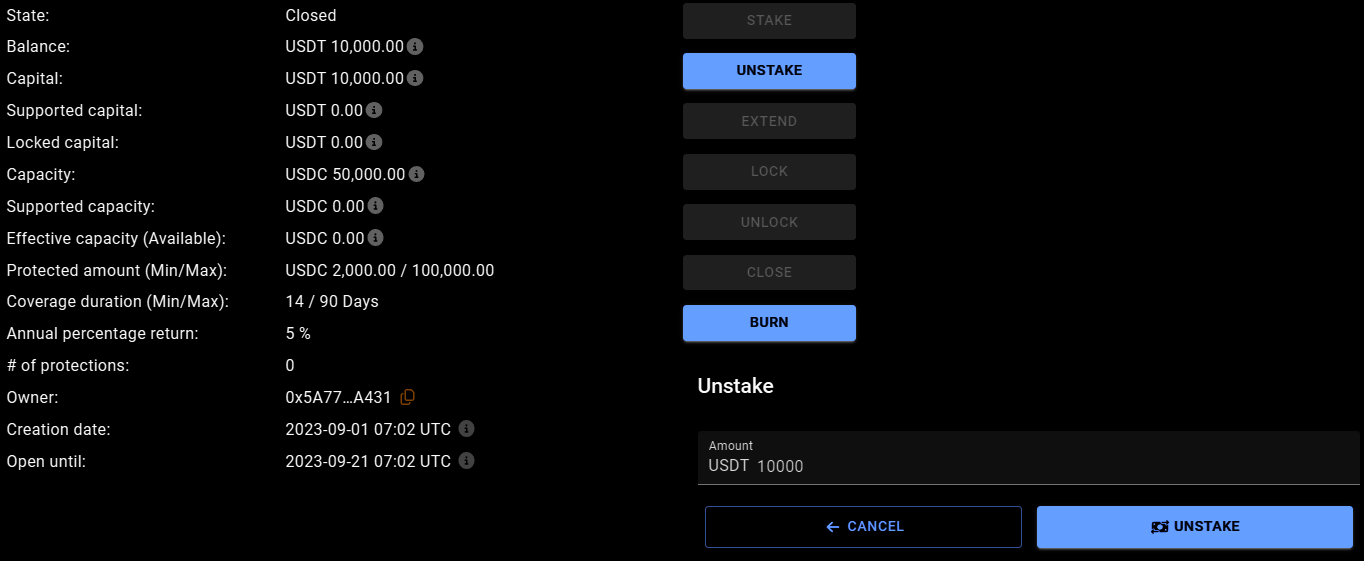 State: Closed
Balance: USDT 10,000.00
Capital: USDT 10,000.00
Supported capital: USDT 0.00
Locked capital: USDT 0.00
Capacity: USDC 50,000.00
Supported capacity: USDC 0.00
Effective capacity (Available): USDC 0.00
Protected amount (Min/Max): USDC 2,000.00 / 100,000.00
Coverage duration (Min/Max): 14 / 90 Days
Annual percentage return: 5 %
# of protections: 0
Owner: 0x5A77...A431
Creation date: 2023-09-01 07:02 UTC
Open until: 2023-09-21 07:02 UTC
STAKE
UNSTAKE
EXTEND
LOCK
UNLOCK
CLOSE
BURN
Unstake
Amount
USDT 10000
CANCEL
UNSTAKE